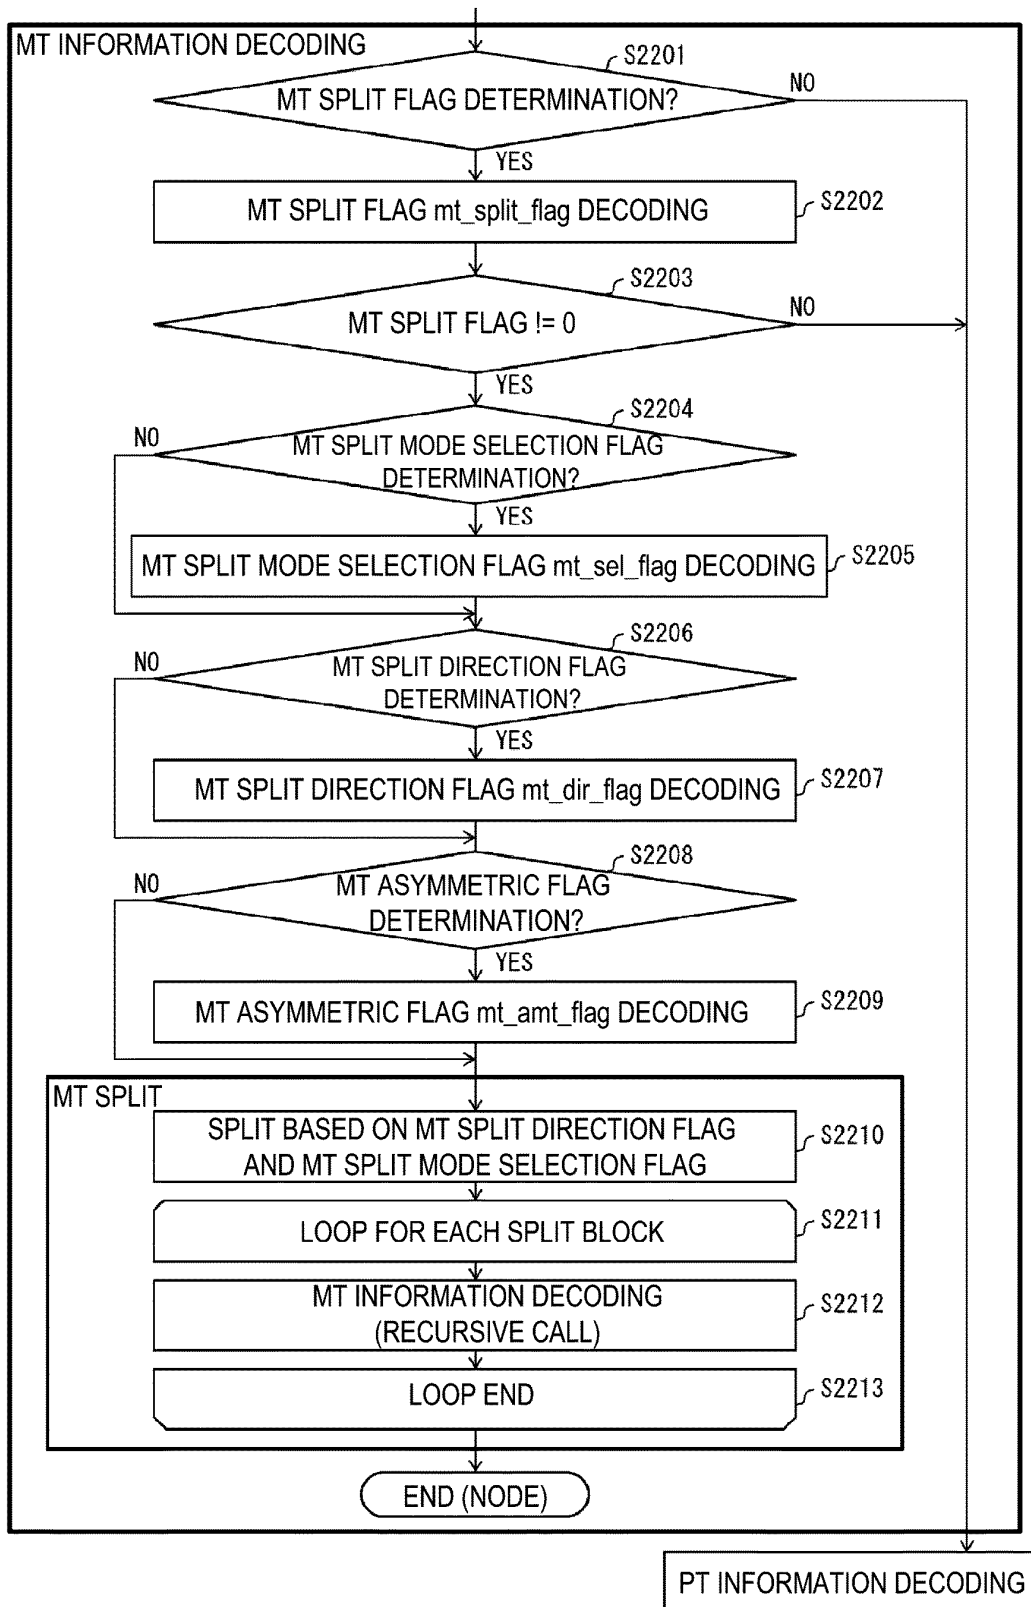 MT INFORMATION DECODING
S2201
MT SPLIT FLAG DETERMINATION?
NO
YES
MT SPLIT FLAG mt_split_flag DECODING
S2202
S2203
MT SPLIT FLAG != 0
NO
YES
S2204
NO
MT SPLIT MODE SELECTION FLAG
DETERMINATION?
YES
MT SPLIT MODE SELECTION FLAG mt_sel_flag DECODING
S2205
S2206
NO
MT SPLIT DIRECTION FLAG
DETERMINATION?
YES
MT SPLIT DIRECTION FLAG mt_dir_flag DECODING
S2207
S2208
NO
MT ASYMMETRIC FLAG
DETERMINATION?
YES
MT ASYMMETRIC FLAG mt_amt_flag DECODING
S2209
MT SPLIT
SPLIT BASED ON MT SPLIT DIRECTION FLAG
AND MT SPLIT MODE SELECTION FLAG
S2210
LOOP FOR EACH SPLIT BLOCK
S2211
MT INFORMATION DECODING
(RECURSIVE CALL)
S2212
LOOP END
S2213
END (NODE)
PT INFORMATION DECODING